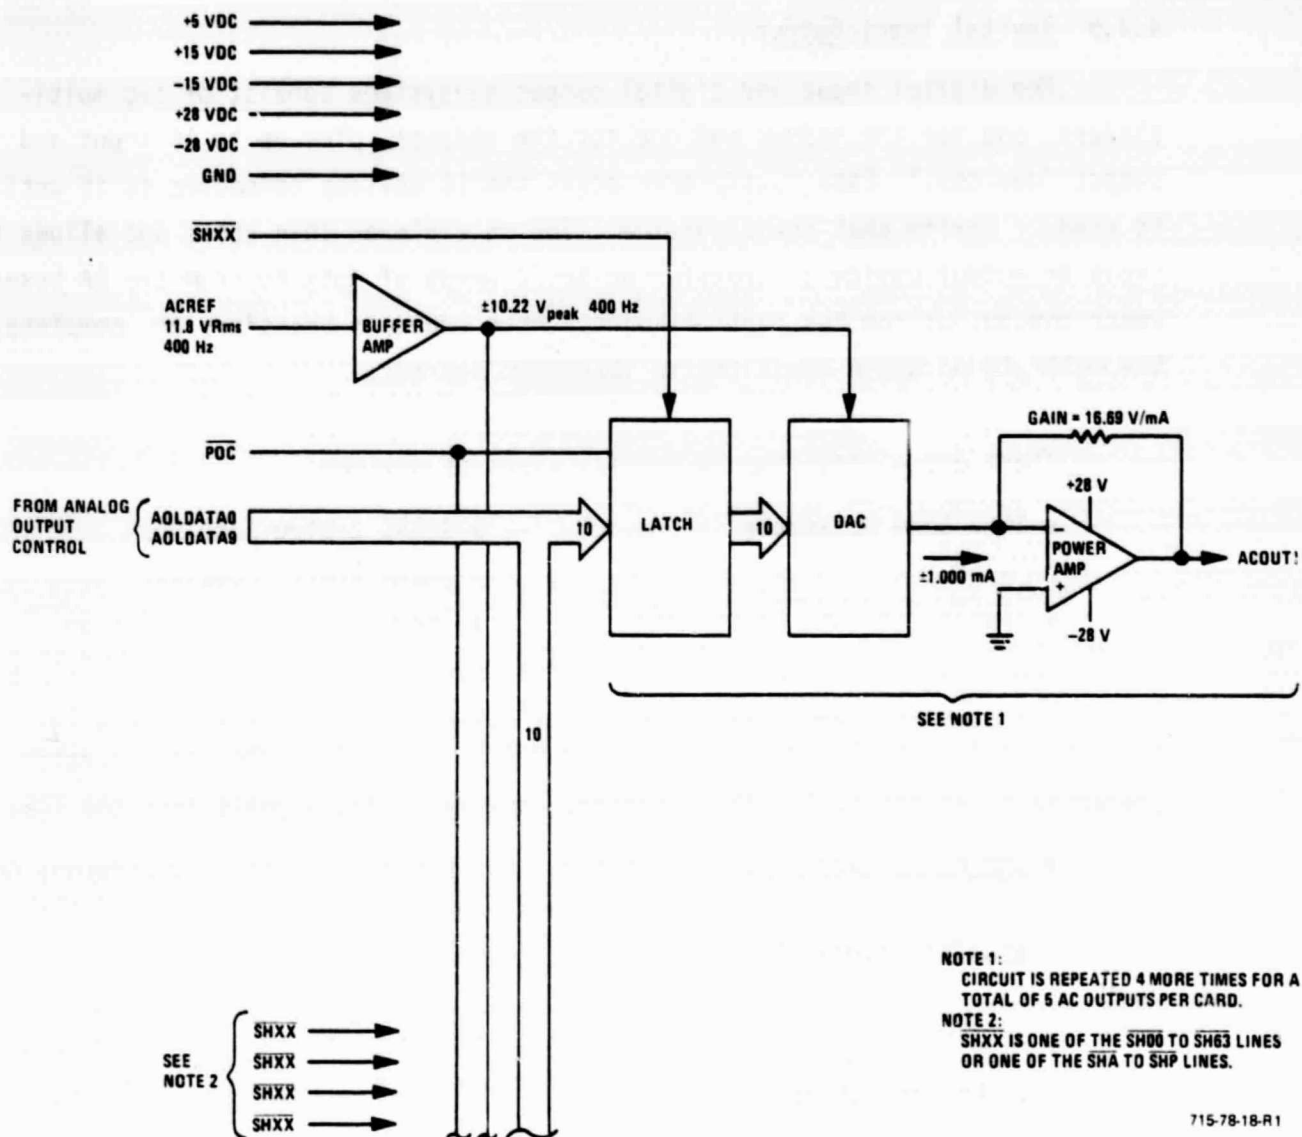 +5 VDC
+15 VDC
-15 VDC
+28 VDC
-28 VDC
GND
SHXX
ACREF
11.8 VRms
400 Hz
BUFFER
AMP
±10.22 Vpeak 400 Hz
POC
FROM ANALOG
OUTPUT
CONTROL
AOLDATA0
AOLDATA9
10
LATCH
10
DAC
±1.000 mA
GAIN = 16.69 V/mA
+28 V
POWER
AMP
+
-28 V
ACOUT!
SEE NOTE 1
10
NOTE 1:
CIRCUIT IS REPEATED 4 MORE TIMES FOR A
TOTAL OF 5 AC OUTPUTS PER CARD.
NOTE 2:
SHXX IS ONE OF THE SH00 TO SH63 LINES
OR ONE OF THE SHA TO SHP LINES.
SEE
NOTE 2
SHXX
SHXX
SHXX
SHXX
715-78-18-R1